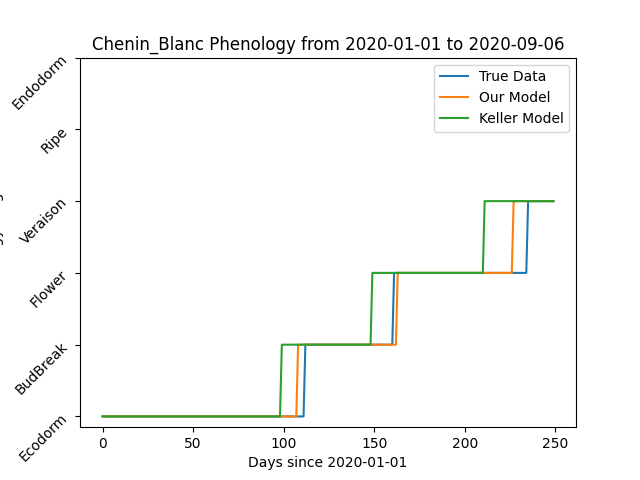 Chenin_Blanc Phenology from 2020-01-01 to 2020-09-06
True Data
Our Model
Keller Model
Endodorm
Ripe
Veraison
Flower
BudBreak
Ecodorm
0 50 100 150 200 250
Days since 2020-01-01